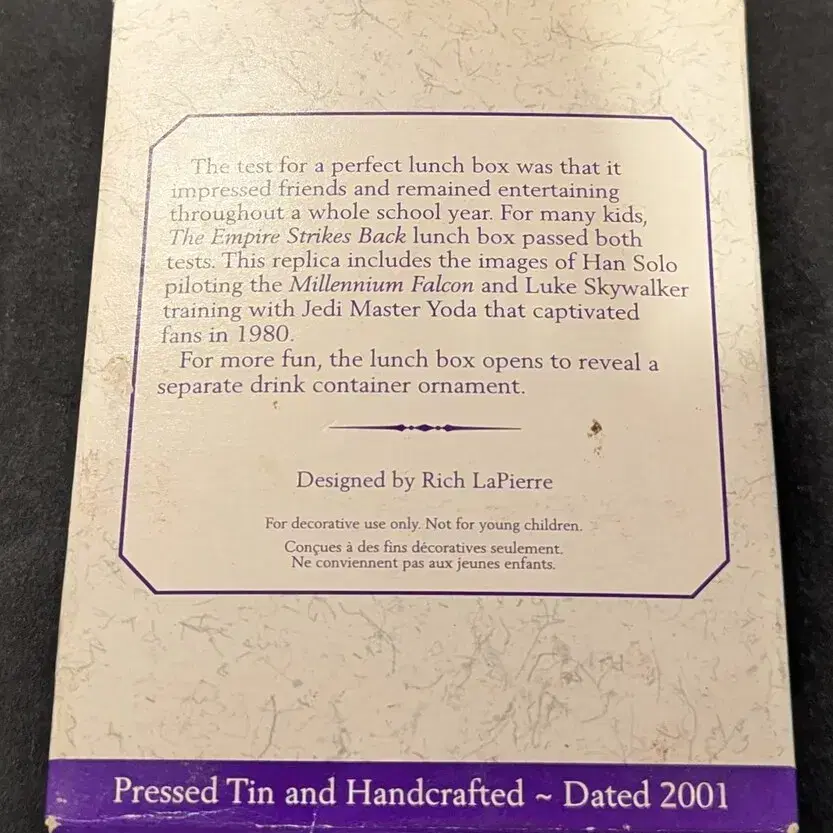 The test for a perfect lunch box was that it
impressed friends and remained entertaining
throughout a whole school year. For many kids,
The Empire Strikes Back lunch box passed both
tests. This replica includes the images of Han Solo
piloting the Millennium Falcon and Luke Skywalker
training with Jedi Master Yoda that captivated
fans in 1980.
For more fun, the lunch box opens to reveal a
separate drink container ornament.
Designed by Rich LaPierre
For decorative use only. Not for young children.
Conçues à des fins décoratives seulement.
Ne conviennent pas aux jeunes enfants.
Pressed Tin and Handcrafted ~ Dated 2001